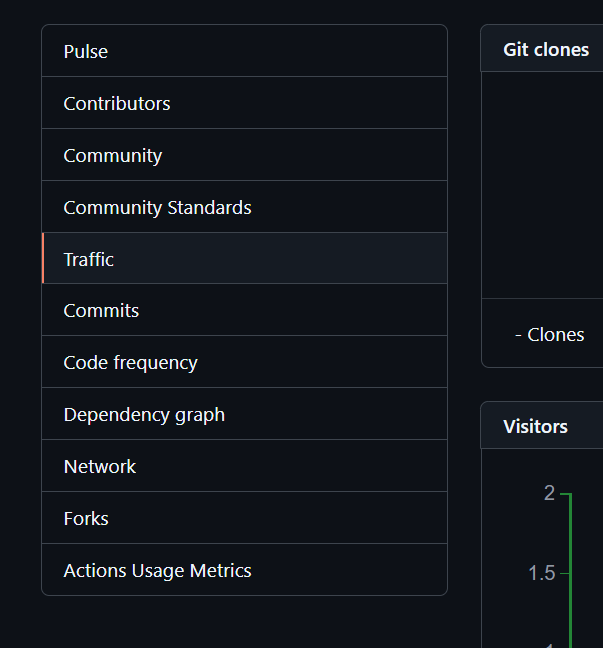 Pulse
Contributors
Community
Community Standards
Traffic
Commits
Code frequency
Dependency graph
Network
Forks
Actions Usage Metrics
Git clones
- Clones
Visitors
2
1.5